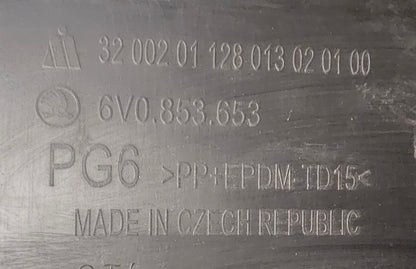 32 002 01 128 013 02 01 00
6V0.853.653
PG6 >PP+EPDM-TD15<
MADE IN CZECH REPUBLIC